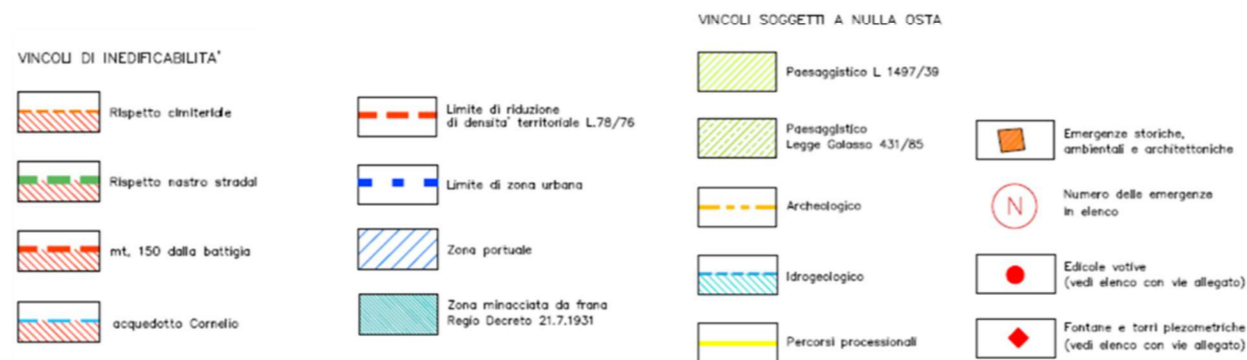 VINCOLI DI INEDIFICABILITA'
Rispetto cimiteriale
Rispetto nastro stradal
mt. 150 dalla battigia
acquedotto Cornelio
Limite di riduzione
di densita' territoriale L.78/76
Limite di zona urbana
Zona portuale
Zona minacciata da frana
Regio Decreto 21.7.1931
VINCOLI SOGGETTI A NULLA OSTA
Paesaggistico L 1497/39
Paesaggistico
Legge Galasso 431/85
Archeologico
Idrogeologico
Percorsi processionali
Emergenze storiche,
ambientali e architettoniche
N
Numero delle emergenze
in elenco
Edicole votive
(vedi elenco con vie allegato)
Fontane e torri piezometriche
(vedi elenco con vie allegato)